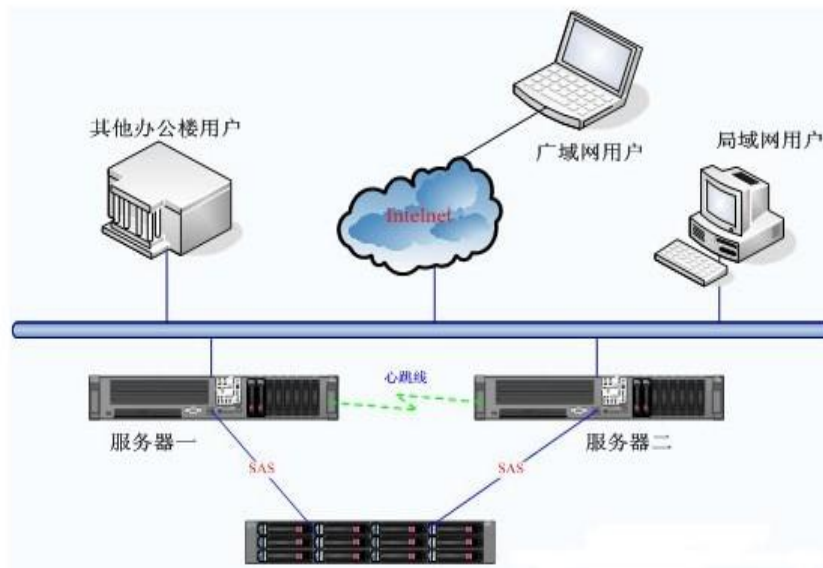 其他办公楼用户
广域网用户
局域网用户
Intelnet
心跳线
服务器一
服务器二
SAS
SAS